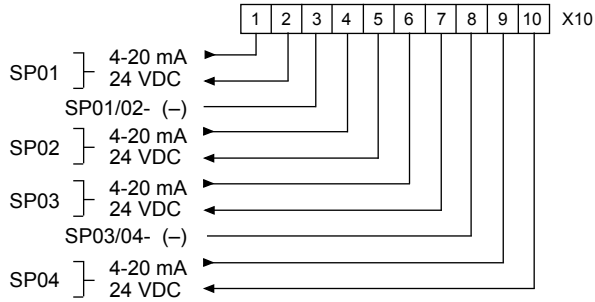 1 2 3 4 5 6 7 8 9 10 X10
4-20 mA
SP01
24 VDC
SP01/02- (–)
4-20 mA
SP02
24 VDC
4-20 mA
SP03
24 VDC
SP03/04- (–)
4-20 mA
SP04
24 VDC